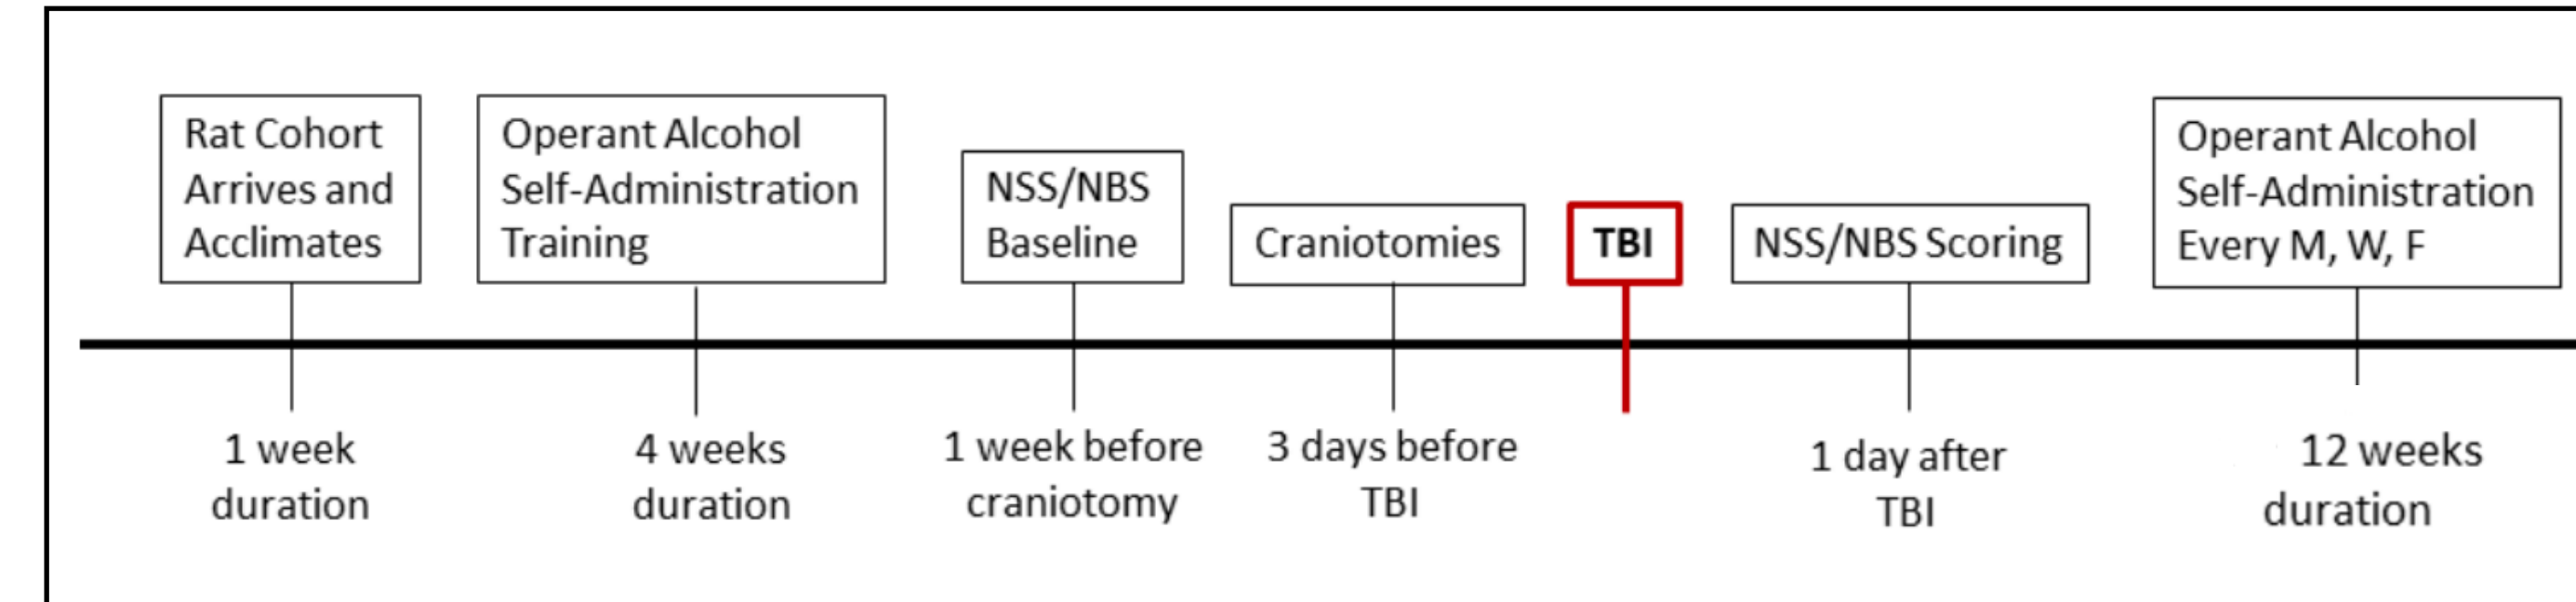 Rat Cohort
Arrives and
Acclimates
1 week
duration
Operant Alcohol
Self-Administration
Training
4 weeks
duration
NSS/NBS
Baseline
1 week before
craniotomy
Craniotomies
3 days before
TBI
TBI
NSS/NBS Scoring
1 day after
TBI
Operant Alcohol
Self-Administration
Every M, W, F
12 weeks
duration